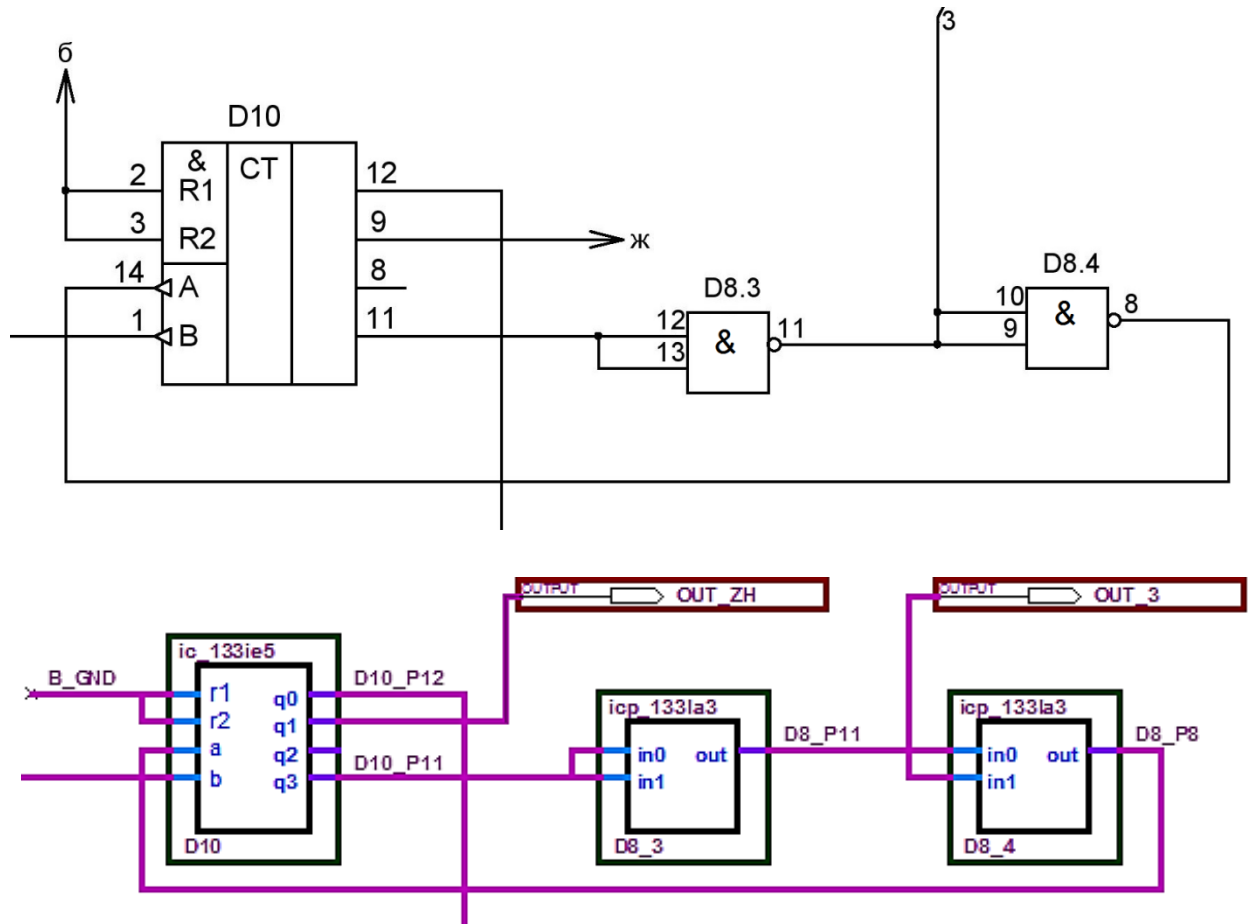 б
3
D10
& CT
2 R1 12
3 R2 9 ж
14 A 8
1 B 11
D8.3
12
13 & 11
D8.4
10
9 & 8
OUTPUT OUT_ZH
OUTPUT OUT_3
ic_133ie5
B_GND r1 q0 D10_P12
r2 q1
a q2
b q3 D10_P11
D10
icp_133la3
in0 out D8_P11
in1
D8_3
icp_133la3
in0 out D8_P8
in1
D8_4